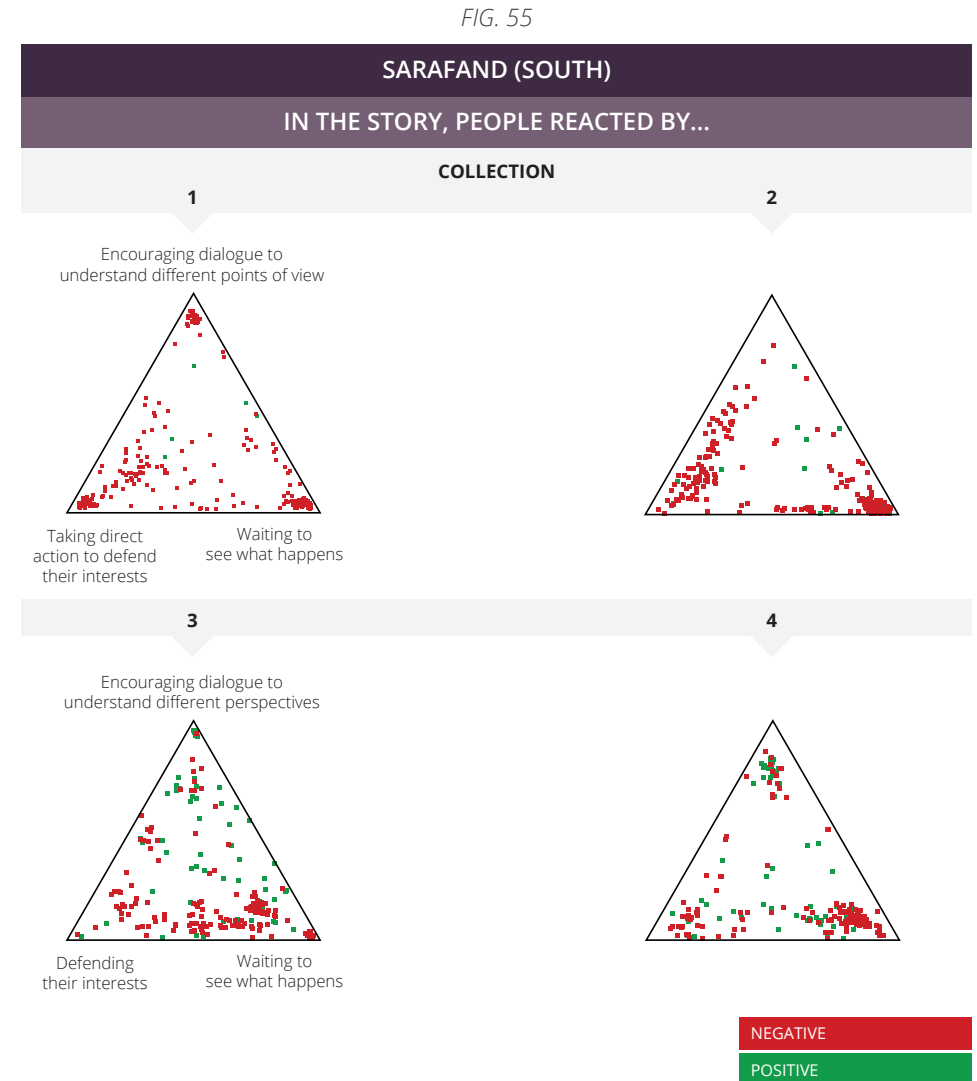 FIG. 55
SARAFAND (SOUTH)
IN THE STORY, PEOPLE REACTED BY...
COLLECTION
1
2
Encouraging dialogue to
understand different points of view
Taking direct
action to defend
their interests
Waiting to
see what happens
3
4
Encouraging dialogue to
understand different perspectives
Defending
their interests
Waiting to
see what happens
NEGATIVE
POSITIVE